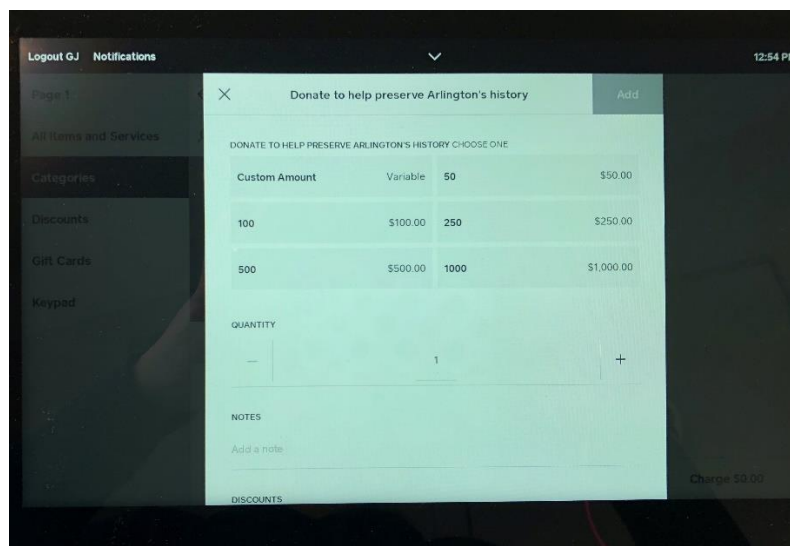 Logout GJ Notifications 12:54 P
Page 1
Donate to help preserve Arlington's history Add
All Items and Services
DONATE TO HELP PRESERVE ARLINGTON'S HISTORY CHOOSE ONE
Categories
Custom Amount Variable 50 $50.00
Discounts
100 $100.00 250 $250.00
Gift Cards
500 $500.00 1000 $1,000.00
Keypad
QUANTITY
− 1 +
NOTES
Add a note
Charge $0.00
DISCOUNTS